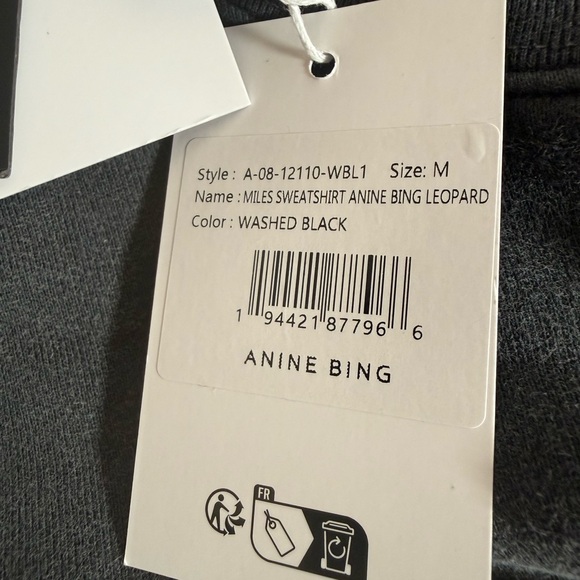 Style : A-08-12110-WBL1 Size: M
Name : MILES SWEATSHIRT ANINE BING LEOPARD
Color : WASHED BLACK
1 94421 87796 6
ANINE BING
FR